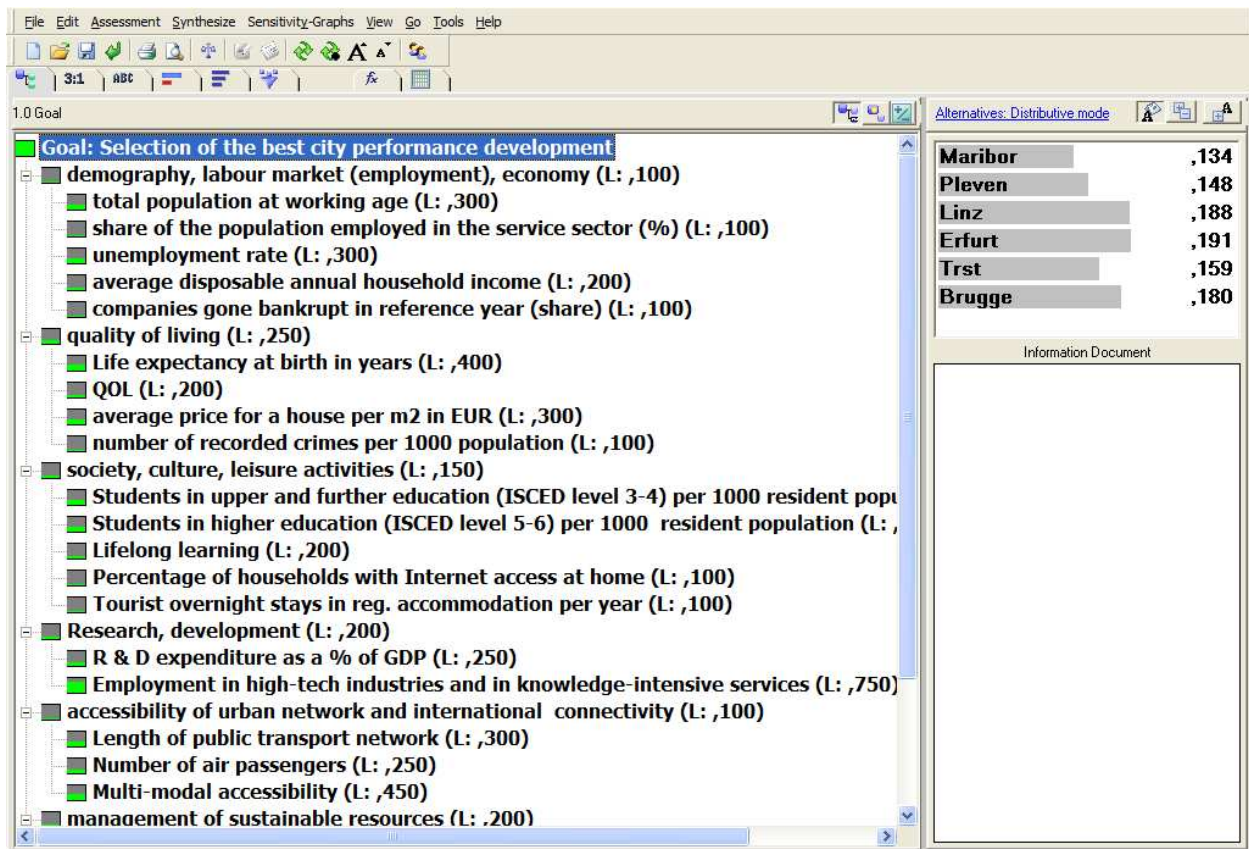 File Edit Assessment Synthesize Sensitivity-Graphs View Go Tools Help
3:1 ABC fx
1.0 Goal
Goal: Selection of the best city performance development
demography, labour market (employment), economy (L: ,100)
total population at working age (L: ,300)
share of the population employed in the service sector (%) (L: ,100)
unemployment rate (L: ,300)
average disposable annual household income (L: ,200)
companies gone bankrupt in reference year (share) (L: ,100)
quality of living (L: ,250)
Life expectancy at birth in years (L: ,400)
QOL (L: ,200)
average price for a house per m2 in EUR (L: ,300)
number of recorded crimes per 1000 population (L: ,100)
society, culture, leisure activities (L: ,150)
Students in upper and further education (ISCED level 3-4) per 1000 resident popu
Students in higher education (ISCED level 5-6) per 1000 resident population (L: ,
Lifelong learning (L: ,200)
Percentage of households with Internet access at home (L: ,100)
Tourist overnight stays in reg. accommodation per year (L: ,100)
Research, development (L: ,200)
R & D expenditure as a % of GDP (L: ,250)
Employment in high-tech industries and in knowledge-intensive services (L: ,750)
accessibility of urban network and international connectivity (L: ,100)
Length of public transport network (L: ,300)
Number of air passengers (L: ,250)
Multi-modal accessibility (L: ,450)
management of sustainable resources (L: ,200)
Alternatives: Distributive mode
Maribor ,134
Pleven ,148
Linz ,188
Erfurt ,191
Trst ,159
Brugge ,180
Information Document